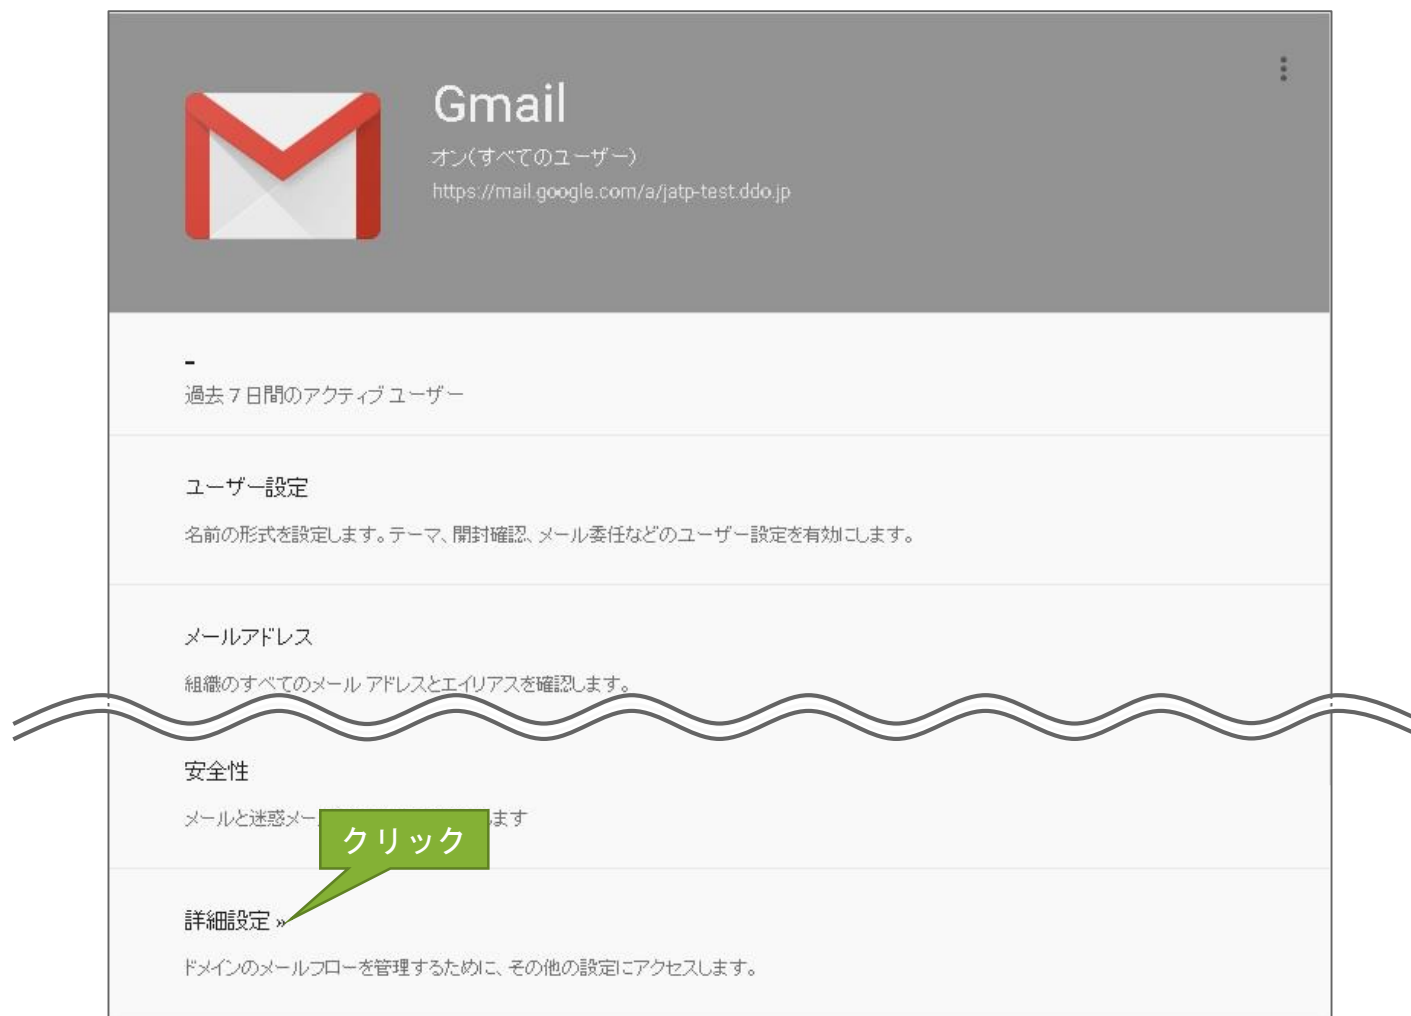 Gmail
オン(すべてのユーザー)
https://mail.google.com/a/jatp-test.ddo.jp
-
過去 7 日間のアクティブ ユーザー
ユーザー設定
名前の形式を設定します。テーマ、開封確認、メール委任などのユーザー設定を有効にします。
メールアドレス
組織のすべてのメール アドレスとエイリアスを確認します。
安全性
メールと迷惑メー ます
クリック
詳細設定 »
ドメインのメールフローを管理するために、その他の設定にアクセスします。